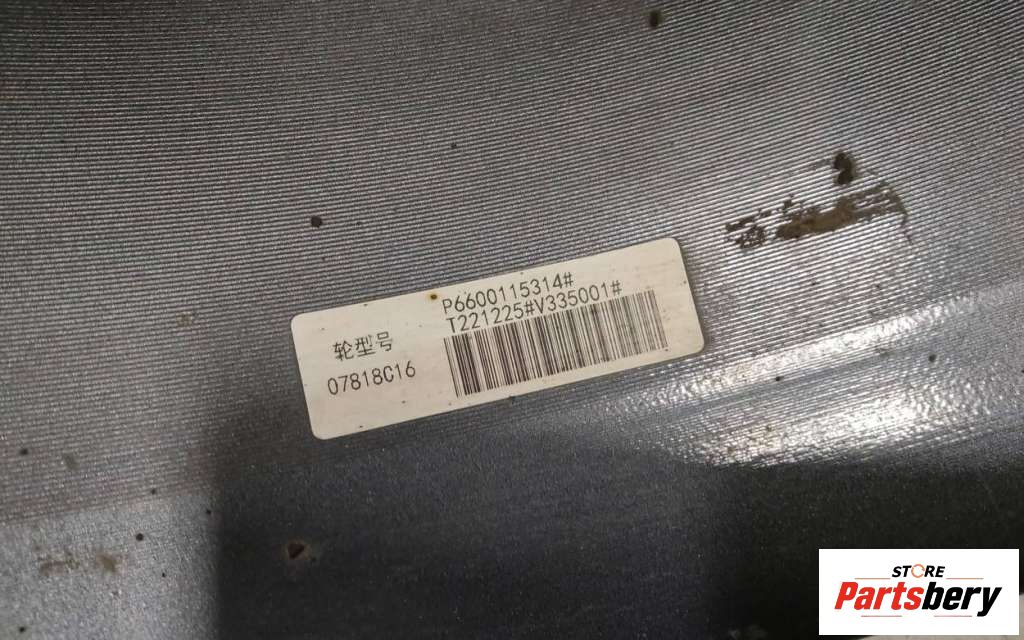 P6600115314#
T221225#V335001#
轮型号
07818C16
STORE
Partsbery